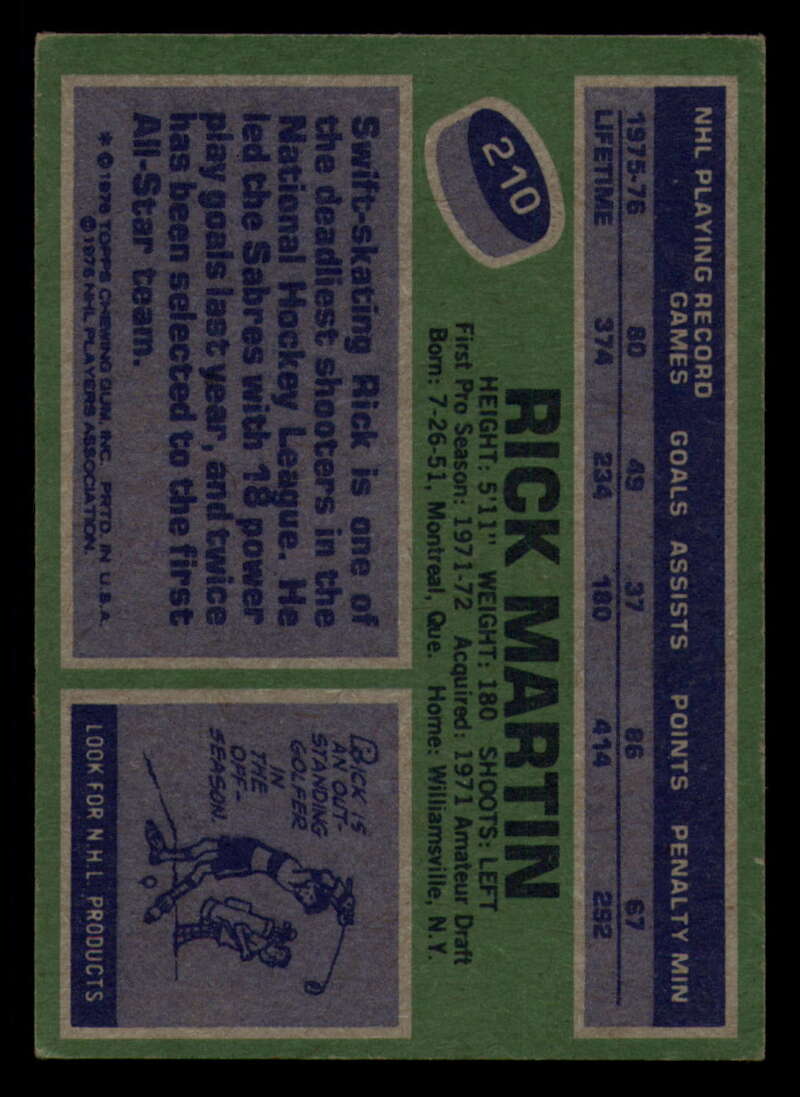 NHL PLAYING RECORD
GAMES GOALS ASSISTS POINTS PENALTY MIN
1975-76 80 49 37 86 67
LIFETIME 374 234 180 414 292
210
RICK MARTIN
HEIGHT: 5'11" WEIGHT: 180 SHOOTS: LEFT
First Pro Season: 1971-72 Acquired: 1971 Amateur Draft
Born: 7-26-51, Montreal, Que. Home: Williamsville, N.Y.
Swift-skating Rick is one of
the deadliest shooters in the
National Hockey League. He
led the Sabres with 18 power
play goals last year, and twice
has been selected to the first
All-Star team.
* © 1976 TOPPS CHEWING GUM, INC. PRTD. IN U.S.A.
© 1976 NHL PLAYERS ASSOCIATION.
RICK IS
AN OUT-
STANDING
GOLFER
IN
THE
OFF-
SEASON.
LOOK FOR N.H.L. PRODUCTS